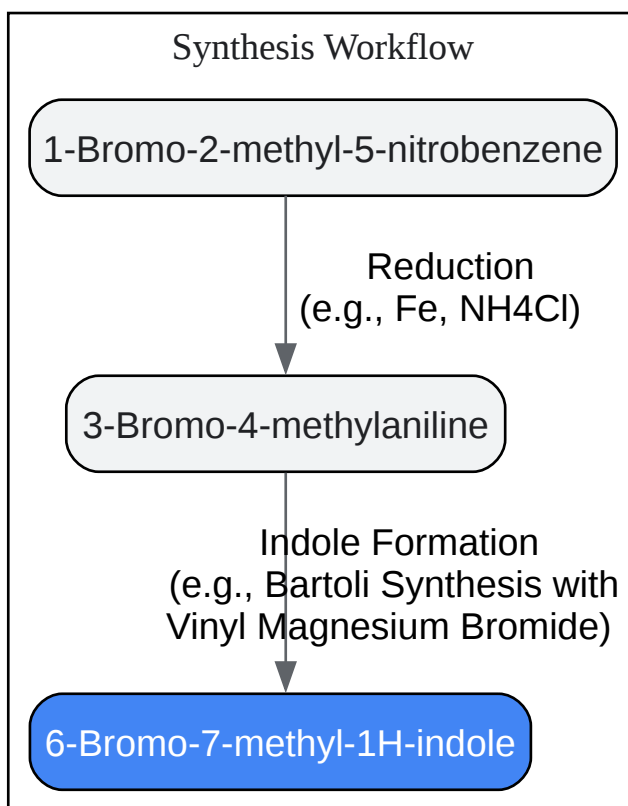 Synthesis Workflow
1-Bromo-2-methyl-5-nitrobenzene
Reduction
(e.g., Fe, NH4Cl)
3-Bromo-4-methylaniline
Indole Formation
(e.g., Bartoli Synthesis with
Vinyl Magnesium Bromide)
6-Bromo-7-methyl-1H-indole